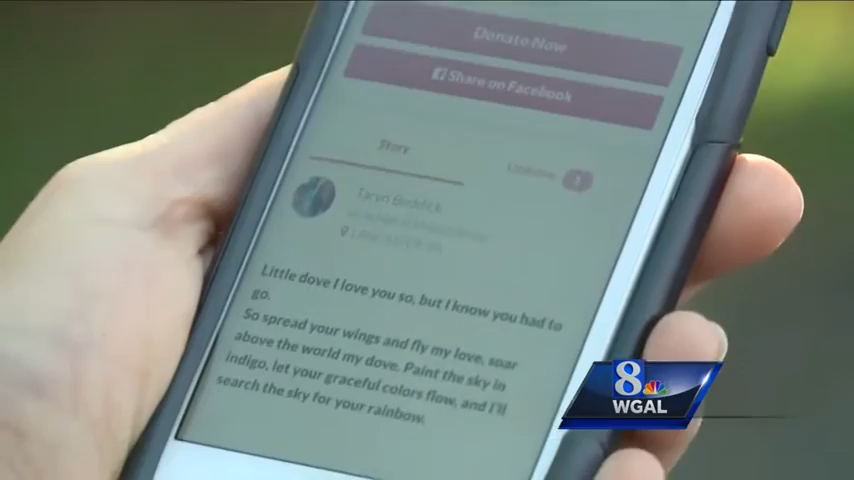 Donate Now
Share on Facebook
Story
1
Little dove I love you so, but I know you had to
go.
So spread your wings and fly my love, soar
above the world my dove. Paint the sky in
indigo, let your graceful colors flow, and I'll
search the sky for your rainbow.
8
WGAL